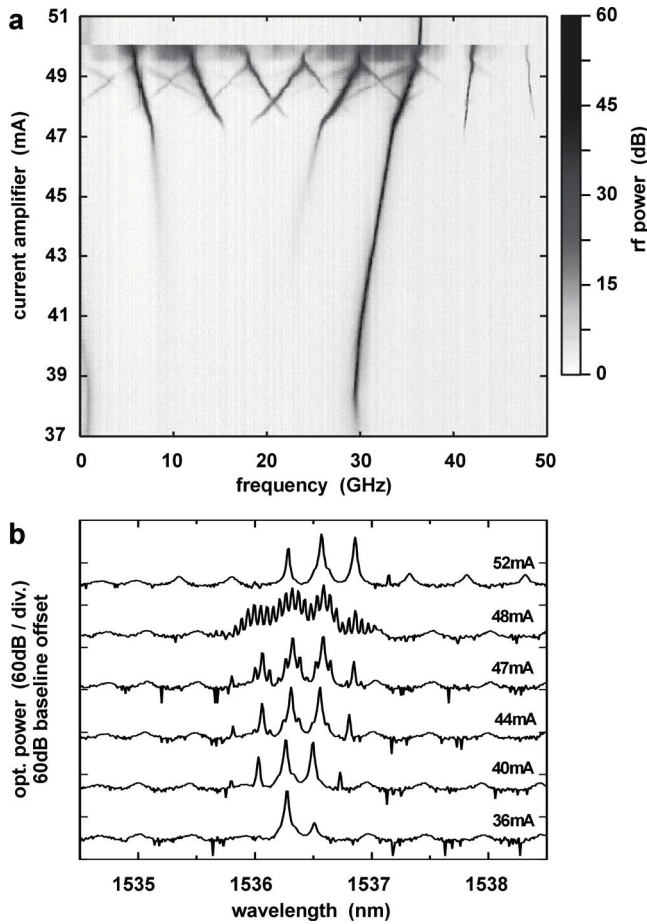 a
51
49
47
45
43
41
39
37
current amplifier (mA)
0
10
20
30
40
50
frequency (GHz)
60
45
30
15
0
rf power (dB)
b
52mA
48mA
47mA
44mA
40mA
36mA
opt. power (60dB / div.)
60dB baseline offset
1535
1536
1537
1538
wavelength (nm)